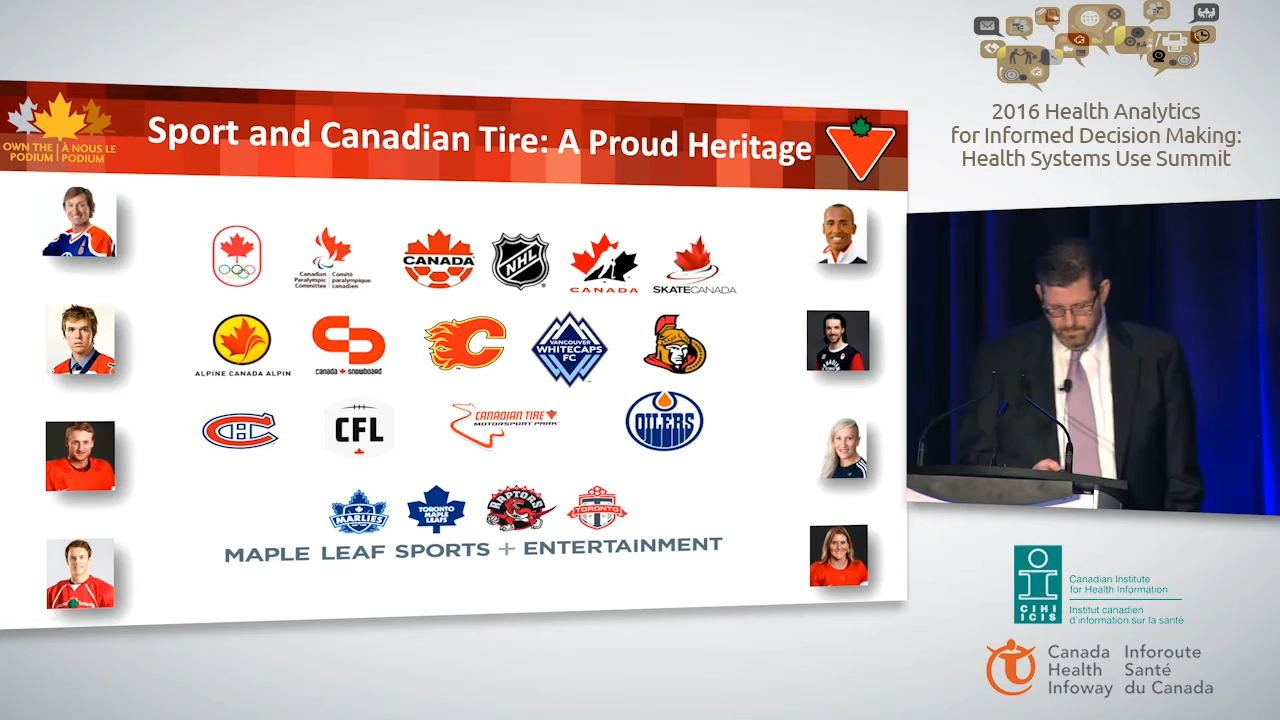 OWN THE | À NOUS LE
PODIUM | PODIUM
Sport and Canadian Tire: A Proud Heritage
2016 Health Analytics
for Informed Decision Making:
Health Systems Use Summit
Canadian Comité
Paralympic paralympique
Committee canadien
CANADA
NHL
CANADA
SKATECANADA
ALPINE CANADA ALPIN
canada snowboard
VANCOUVER
WHITECAPS
FC
CFL
CANADIAN TIRE
MOTORSPORT PARK
OILERS
MARLIES
TORONTO
MAPLE
LEAFS
RAPTORS
TORONTO
MAPLE LEAF SPORTS + ENTERTAINMENT
CIHI
ICIS
Canadian Institute
for Health Information
Institut canadien
d'information sur la santé
Canada Inforoute
Health Santé
Infoway du Canada